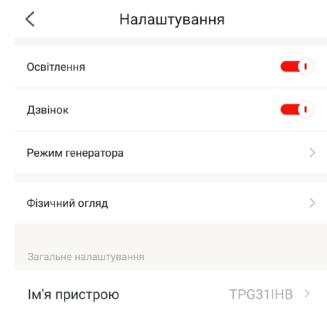 Налаштування
Освітлення
Дзвінок
Режим генератора
Фізичний огляд
Загальне налаштування
Ім'я пристрою TPG31IHB